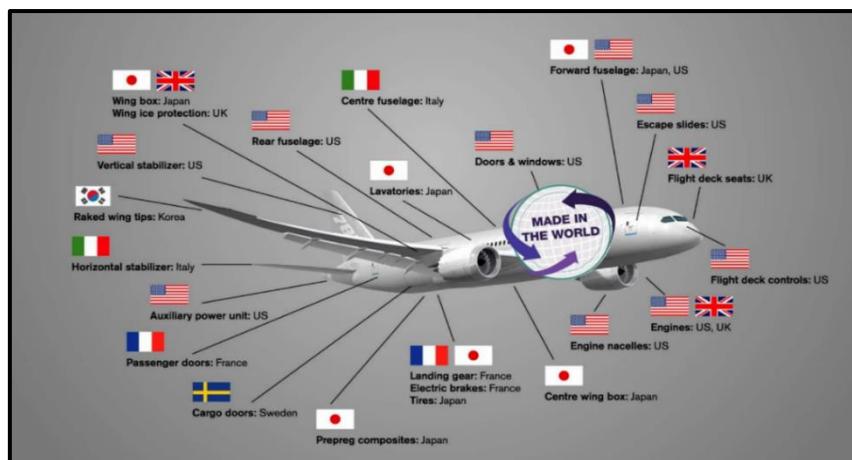 Wing box: Japan
Wing ice protection: UK
Vertical stabilizer: US
Raked wing tips: Korea
Horizontal stabilizer: Italy
Auxiliary power unit: US
Passenger doors: France
Cargo doors: Sweden
Prepreg composites: Japan
Rear fuselage: US
Centre fuselage: Italy
Lavatories: Japan
Doors & windows: US
Forward fuselage: Japan, US
Escape slides: US
Flight deck seats: UK
Flight deck controls: US
Engines: US, UK
Engine nacelles: US
Centre wing box: Japan
Landing gear: France
Electric brakes: France
Tires: Japan
MADE IN
THE WORLD
787